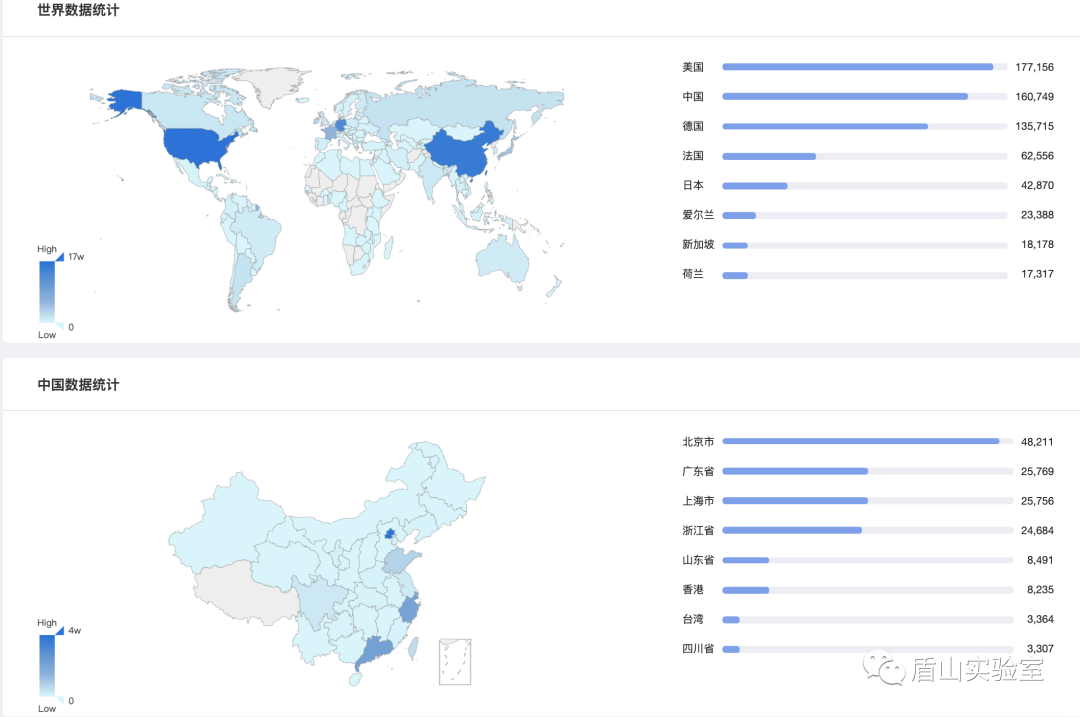 世界数据统计
美国 177,156
中国 160,749
德国 135,715
法国 62,556
日本 42,870
爱尔兰 23,388
新加坡 18,178
荷兰 17,317
High
17w
0
Low
中国数据统计
北京市 48,211
广东省 25,769
上海市 25,756
浙江省 24,684
山东省 8,491
香港 8,235
台湾 3,364
四川省 3,307
High
4w
0
Low
盾山实验室